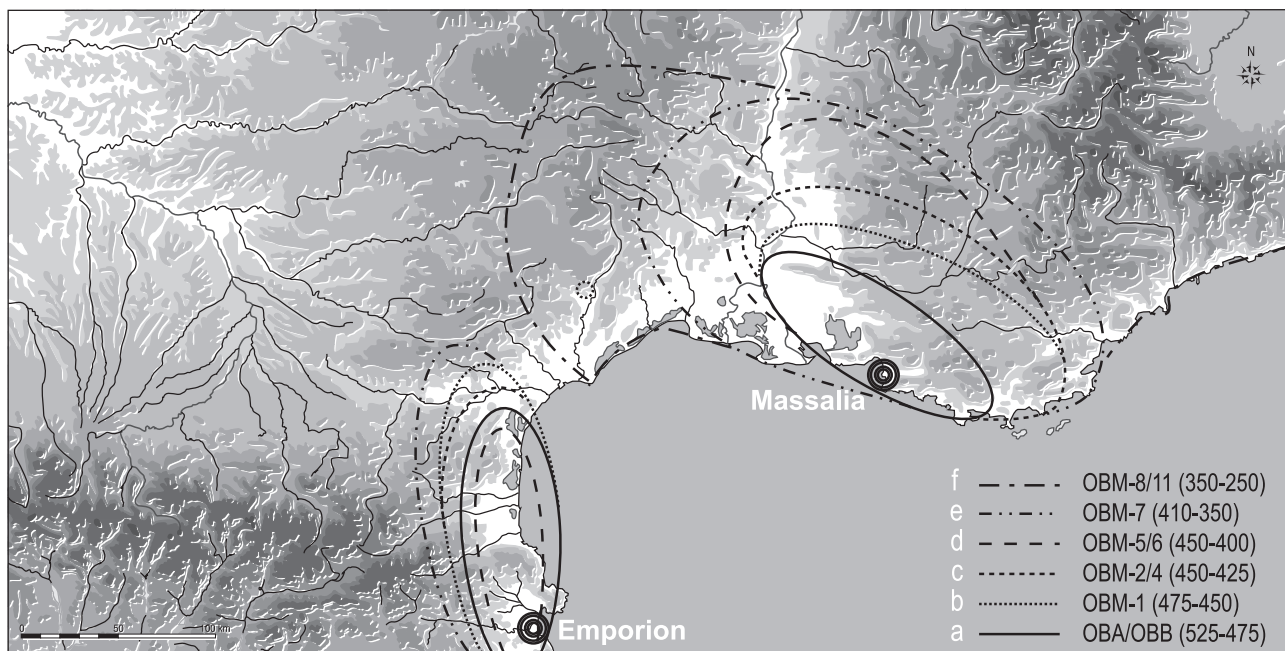 N
Massalia
Emporion
50
100 km
f OBM-8/11 (350-250)
e OBM-7 (410-350)
d OBM-5/6 (450-400)
c OBM-2/4 (450-425)
b OBM-1 (475-450)
a OBA/OBB (525-475)